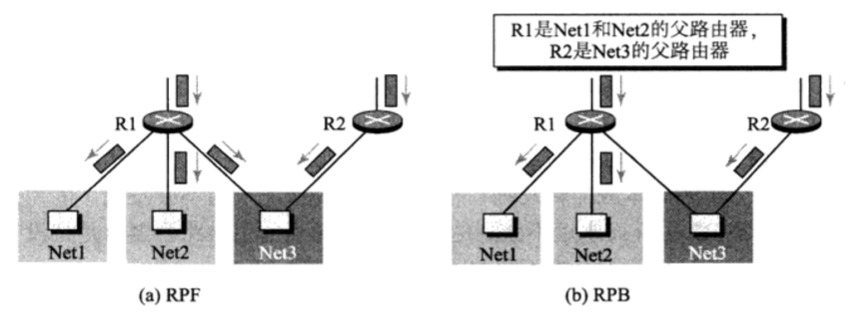 R1是Net1和Net2的父路由器，
R2是Net3的父路由器
R1
R2
R1
R2
Net1
Net2
Net3
Net1
Net2
Net3
(a) RPF
(b) RPB